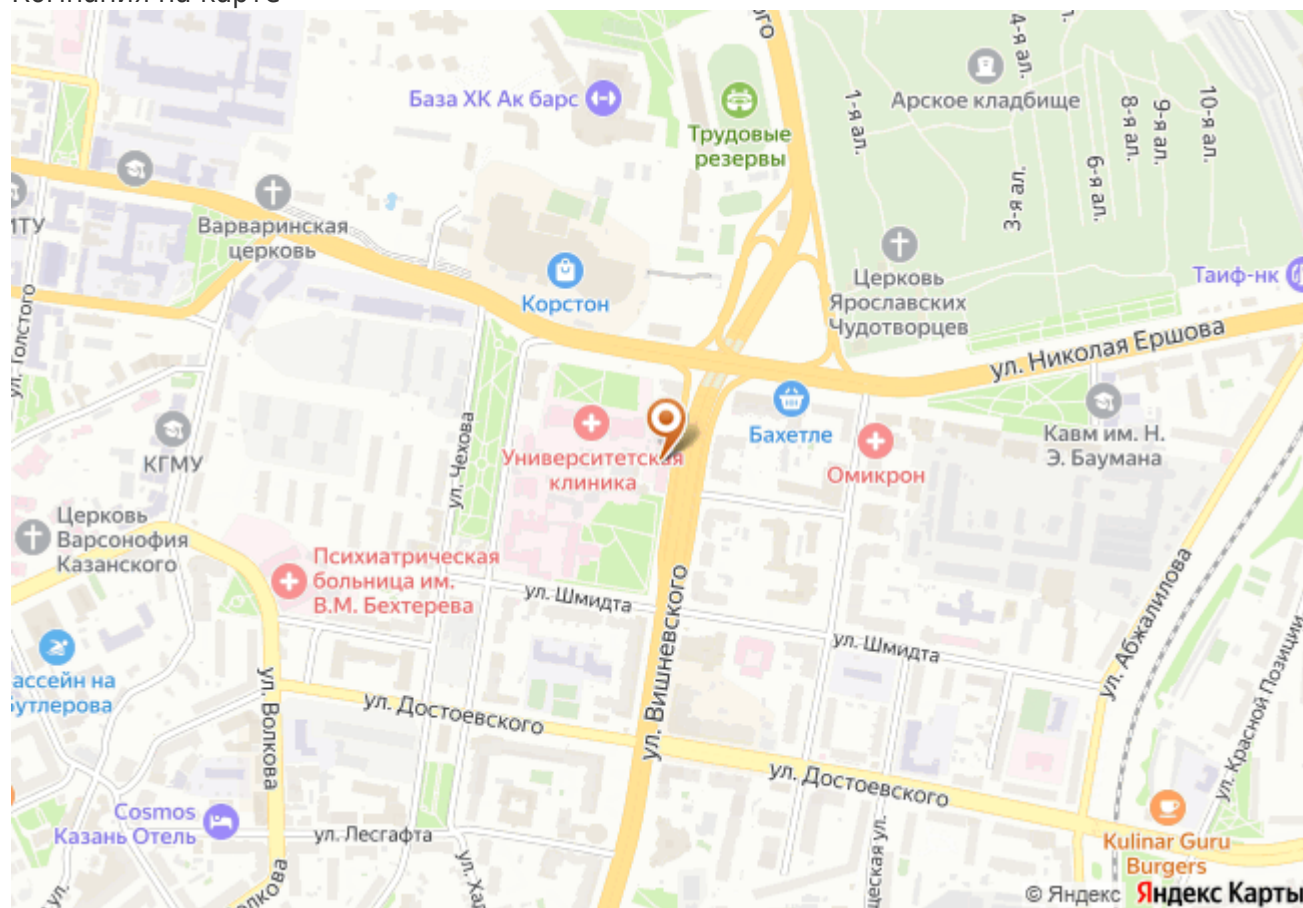 Компания на карте
База ХК Ак барс
Трудовые
резервы
Арское кладбище
1-я ал.
4-я ал.
3-я ал.
6-я ал.
8-я ал.
9-я ал.
10-я ал.
Варваринская
церковь
Корстон
Церковь
Ярославских
Чудотворцев
Таиф-нк
ул. Толстого
ул. Николая Ершова
КГМУ
ул. Чехова
Университетская
клиника
Бахетле
Омикрон
Кавм им. Н.
Э. Баумана
Церковь
Варсонофия
Казанского
Психиатрическая
больница им.
В.М. Бехтерева
ул. Шмидта
ул. Шмидта
ул. Вишневского
ул. Абжалилова
ул. Красной Позиции
ул. Волкова
ул. Достоевского
ул. Достоевского
Cosmos
Казань Отель
ул. Лесгафта
Kulinar Guru
Burgers
© Яндекс Яндекс Карты